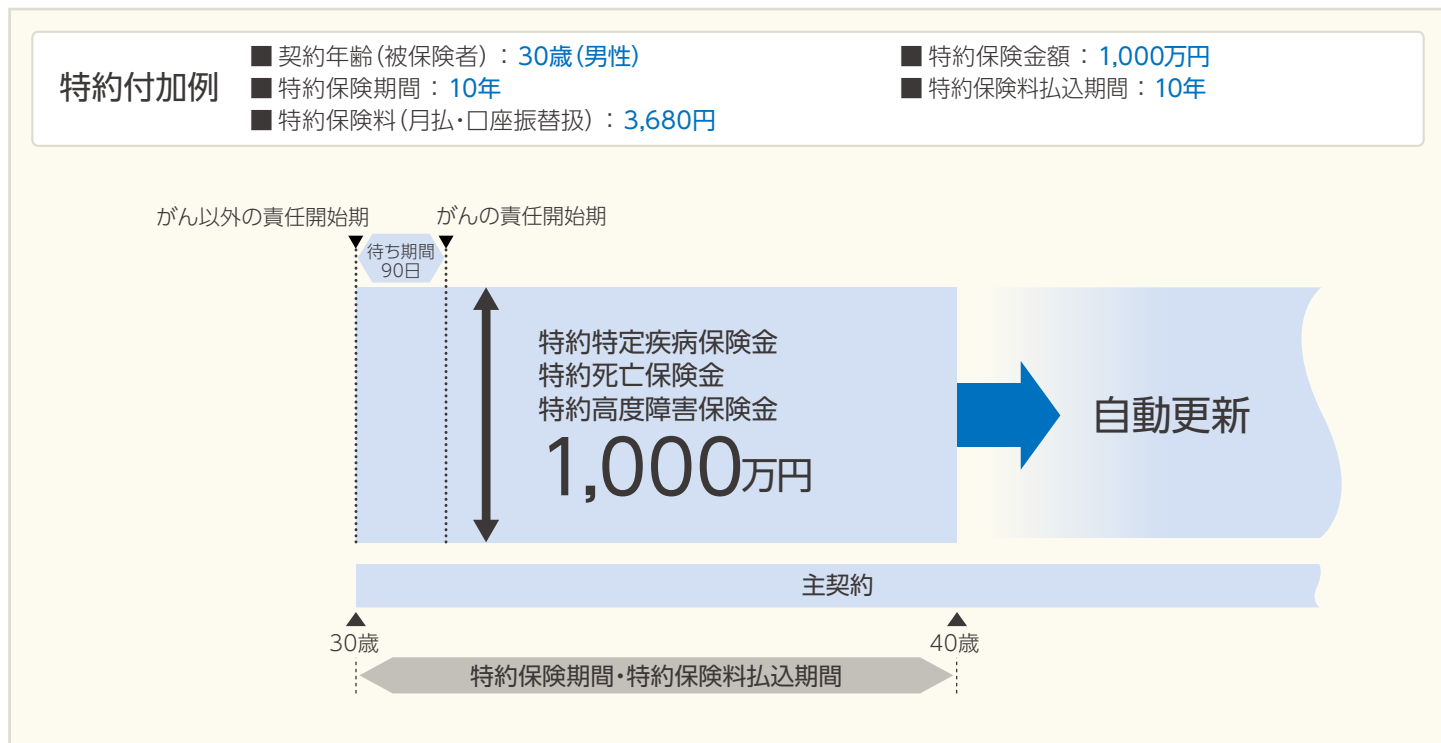 特約付加例
■ 契約年齢(被保険者)：30歳(男性)
■ 特約保険金額：1,000万円
■ 特約保険期間：10年
■ 特約保険料払込期間：10年
■ 特約保険料(月払・口座振替扱)：3,680円
がん以外の責任開始期
がんの責任開始期
待ち期間
90日
特約特定疾病保険金
特約死亡保険金
特約高度障害保険金
1,000万円
自動更新
主契約
30歳
40歳
特約保険期間・特約保険料払込期間